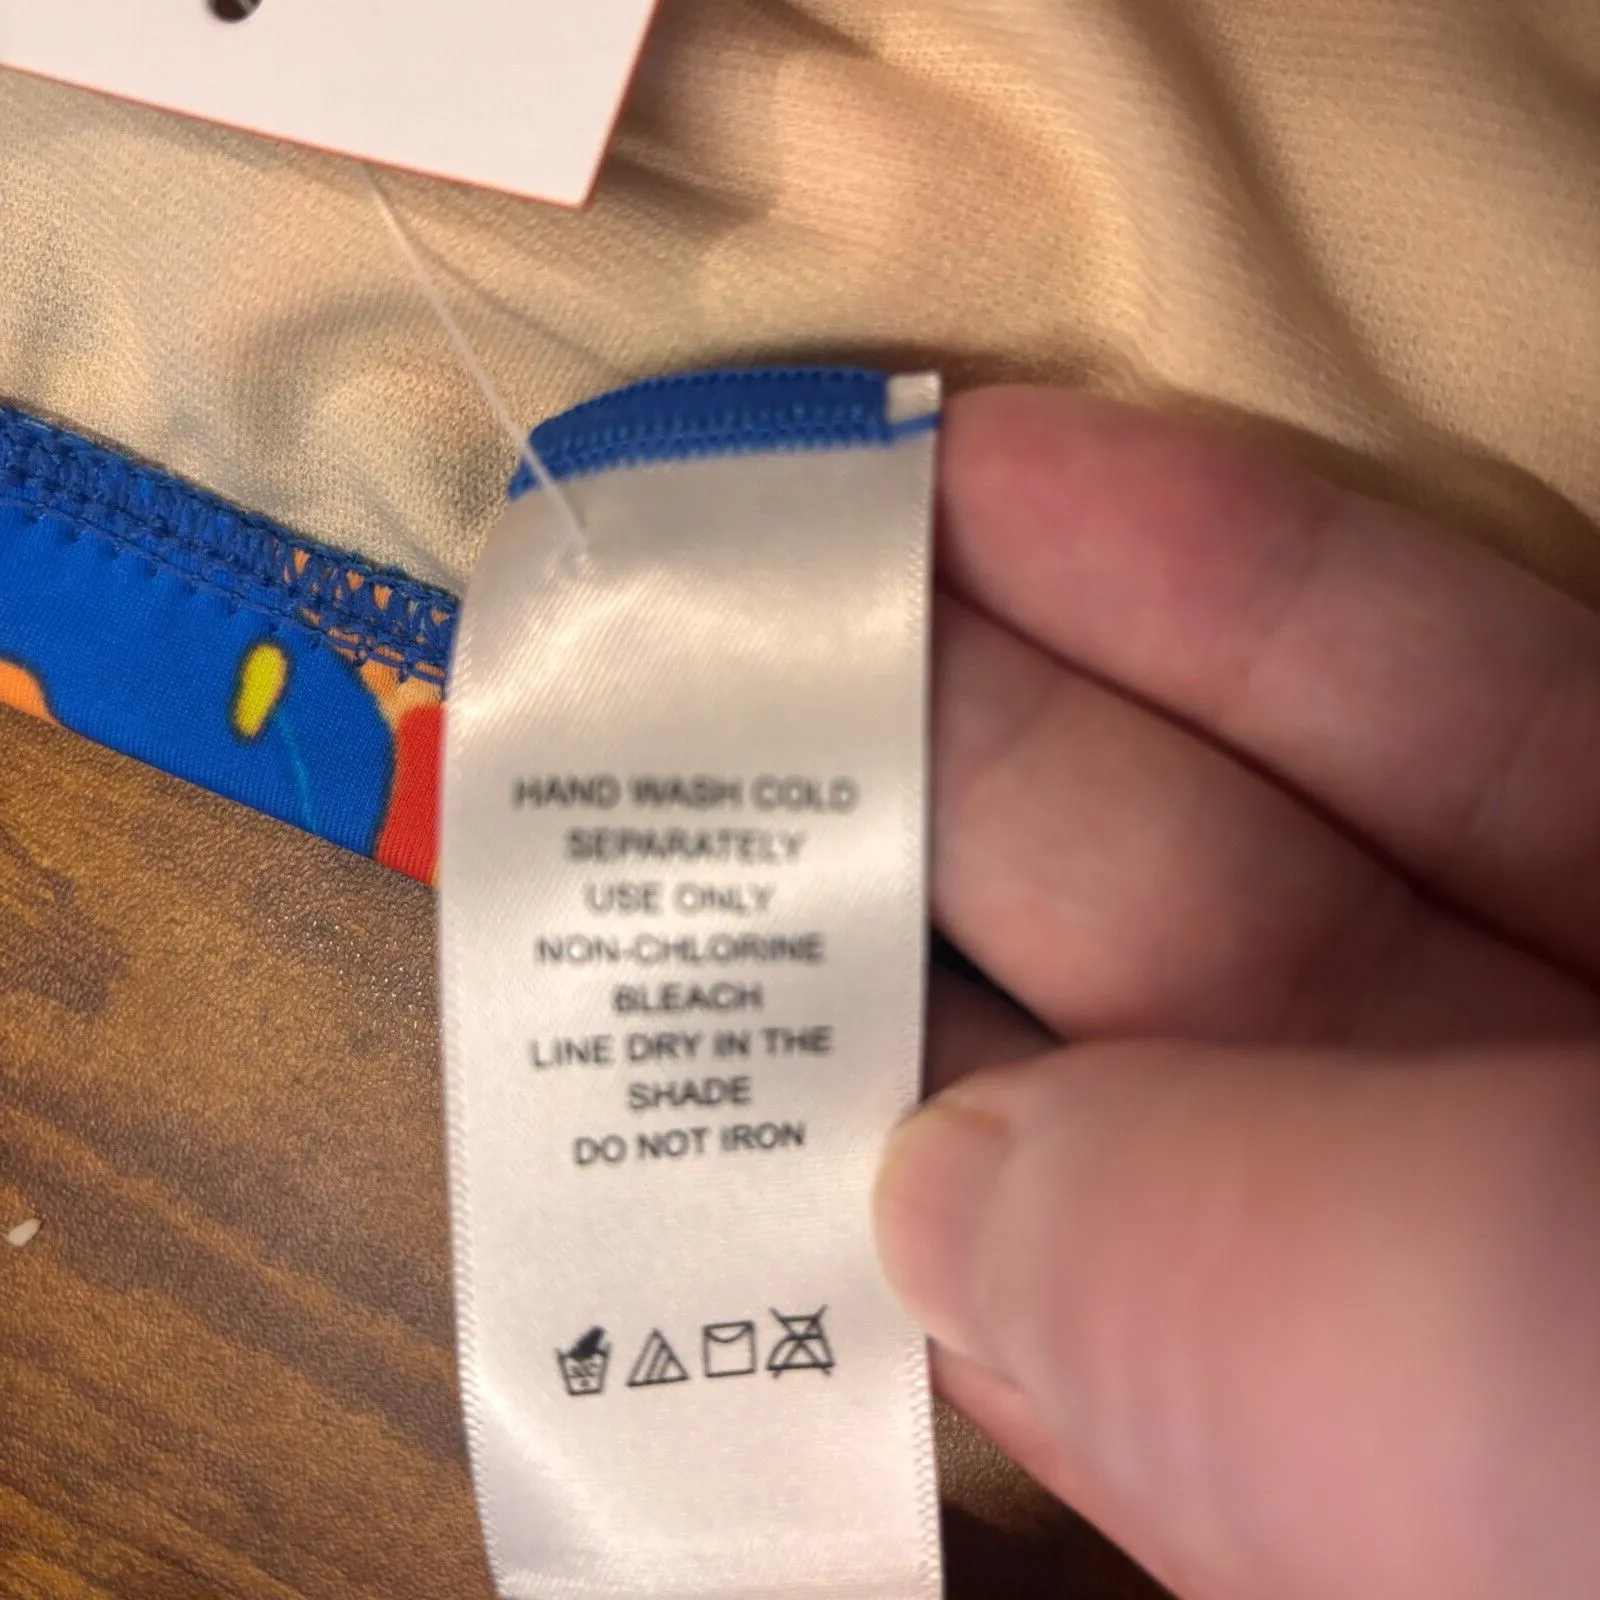 HAND WASH COLD
SEPARATELY
USE ONLY
NON-CHLORINE
BLEACH
LINE DRY IN THE
SHADE
DO NOT IRON